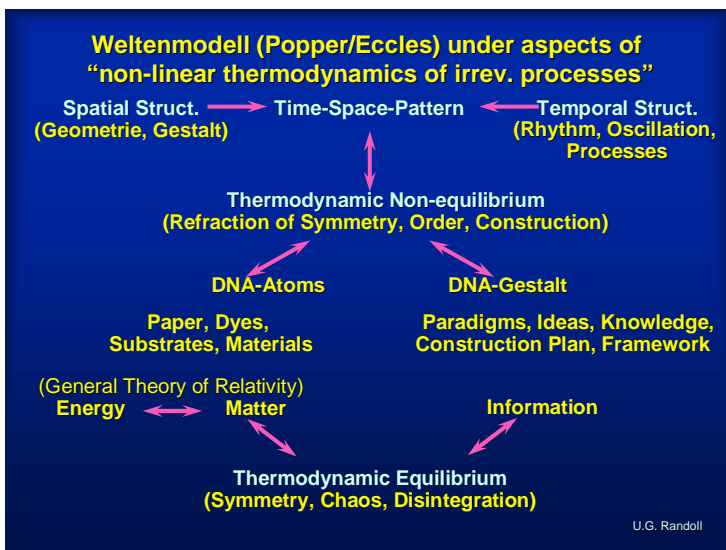 Weltenmodell (Popper/Eccles) under aspects of
“non-linear thermodynamics of irrev. processes”
Spatial Struct.
(Geometrie, Gestalt)
Time-Space-Pattern
Temporal Struct.
(Rhythm, Oscillation,
Processes
Thermodynamic Non-equilibrium
(Refraction of Symmetry, Order, Construction)
DNA-Atoms
DNA-Gestalt
Paper, Dyes,
Substrates, Materials
Paradigms, Ideas, Knowledge,
Construction Plan, Framework
(General Theory of Relativity)
Energy
Matter
Information
Thermodynamic Equilibrium
(Symmetry, Chaos, Disintegration)
U.G. Randoll